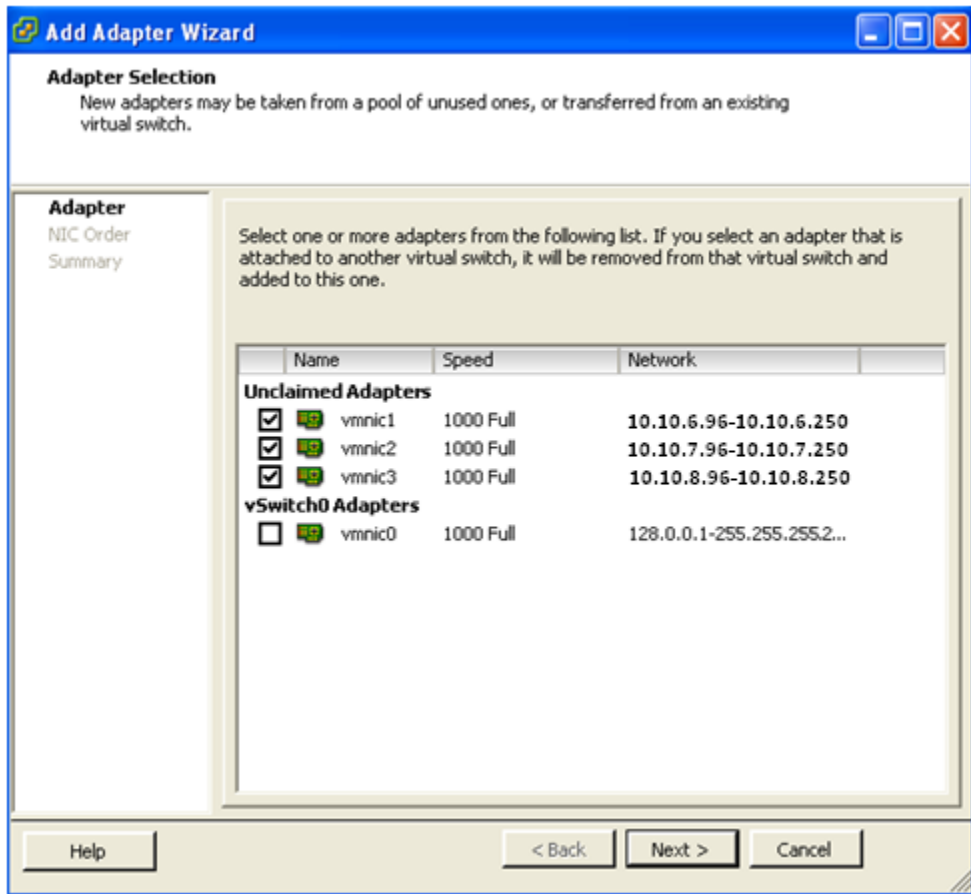 Add Adapter Wizard
Adapter Selection
New adapters may be taken from a pool of unused ones, or transferred from an existing
virtual switch.
Adapter
NIC Order
Summary
Select one or more adapters from the following list. If you select an adapter that is
attached to another virtual switch, it will be removed from that virtual switch and
added to this one.
Name Speed Network
Unclaimed Adapters
vmnic1 1000 Full 10.10.6.96-10.10.6.250
vmnic2 1000 Full 10.10.7.96-10.10.7.250
vmnic3 1000 Full 10.10.8.96-10.10.8.250
vSwitch0 Adapters
vmnic0 1000 Full 128.0.0.1-255.255.255.2...
Help < Back Next > Cancel